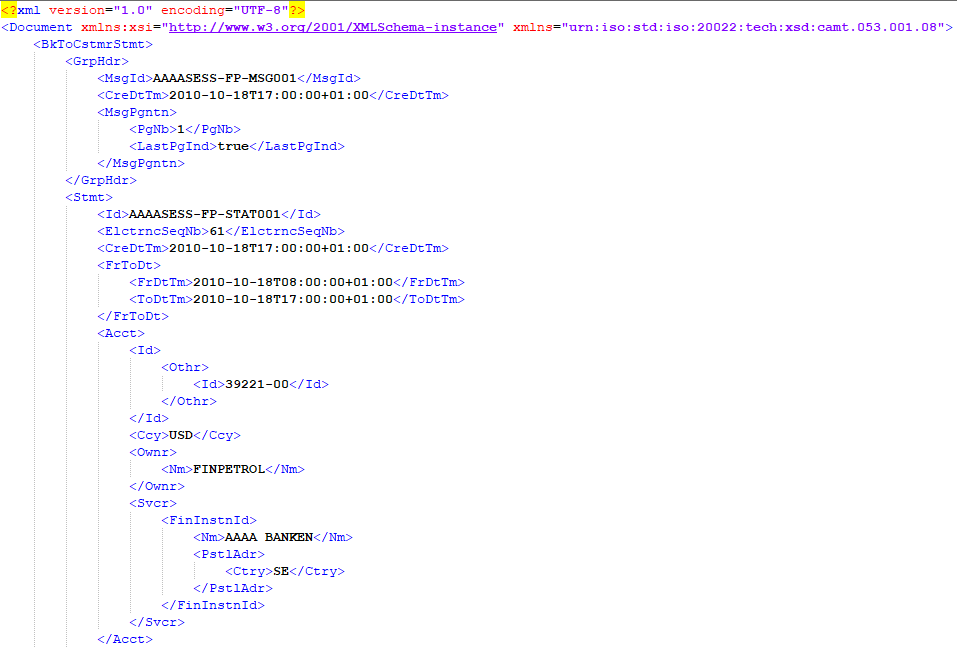 <?xml version="1.0" encoding="UTF-8"?>
<Document xmlns:xsi="http://www.w3.org/2001/XMLSchema-instance" xmlns="urn:iso:std:iso:20022:tech:xsd:camt.053.001.08">
<BkToCstmrStmt>
<GrpHdr>
<MsgId>AAAASESS-FP-MSG001</MsgId>
<CreDtTm>2010-10-18T17:00:00+01:00</CreDtTm>
<MsgPgntn>
<PgNb>1</PgNb>
<LastPgInd>true</LastPgInd>
</MsgPgntn>
</GrpHdr>
<Stmt>
<Id>AAAASESS-FP-STAT001</Id>
<ElctrncSeqNb>61</ElctrncSeqNb>
<CreDtTm>2010-10-18T17:00:00+01:00</CreDtTm>
<FrToDt>
<FrDtTm>2010-10-18T08:00:00+01:00</FrDtTm>
<ToDtTm>2010-10-18T17:00:00+01:00</ToDtTm>
</FrToDt>
<Acct>
<Id>
<Othr>
<Id>39221-00</Id>
</Othr>
</Id>
<Ccy>USD</Ccy>
<Ownr>
<Nm>FINPETROL</Nm>
</Ownr>
<Svcr>
<FinInstnId>
<Nm>AAAA BANKEN</Nm>
<PstlAdr>
<Ctry>SE</Ctry>
</PstlAdr>
</FinInstnId>
</Svcr>
</Acct>